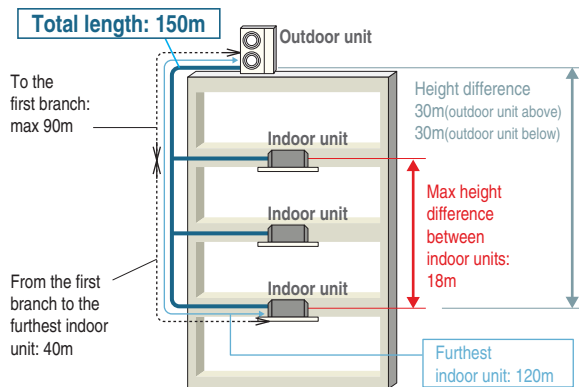 Total length: 150m
Outdoor unit
To the
first branch:
max 90m
Height difference
30m(outdoor unit above)
30m(outdoor unit below)
Indoor unit
Max height
difference
between
indoor units:
18m
Indoor unit
From the first
branch to the
furthest indoor
unit: 40m
Indoor unit
Furthest
indoor unit: 120m